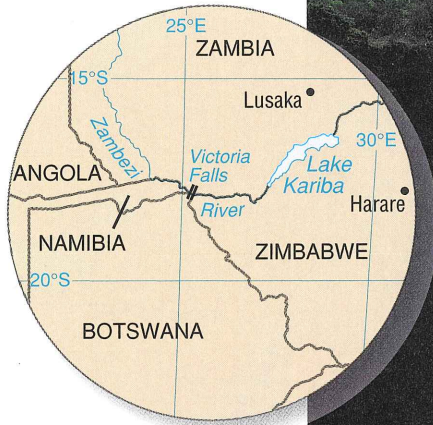 25°E
ZAMBIA
15°S
Lusaka
Zambezi
30°E
Victoria
Falls
Lake
Kariba
ANGOLA
River
Harare
NAMIBIA
ZIMBABWE
20°S
BOTSWANA